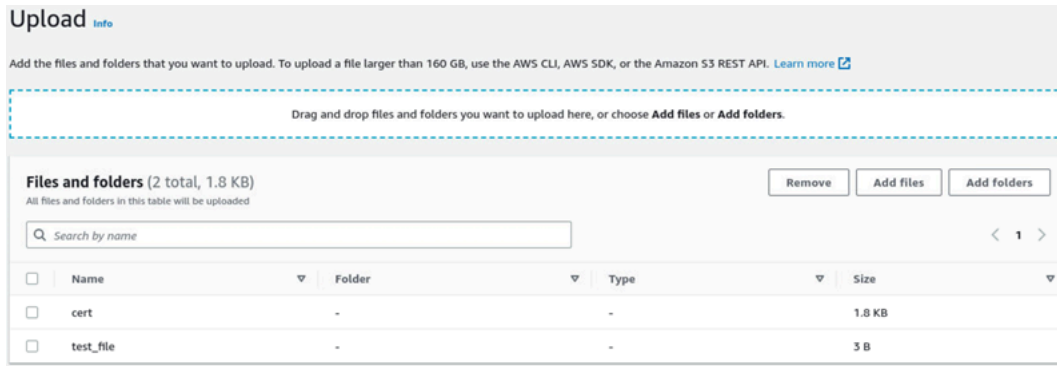 Upload Info
Add the files and folders that you want to upload. To upload a file larger than 160 GB, use the AWS CLI, AWS SDK, or the Amazon S3 REST API. Learn more
Drag and drop files and folders you want to upload here, or choose Add files or Add folders.
Files and folders (2 total, 1.8 KB)
Remove Add files Add folders
All files and folders in this table will be uploaded
Search by name
< 1 >
Name Folder Type Size
cert - - 1.8 KB
test_file - - 3 B